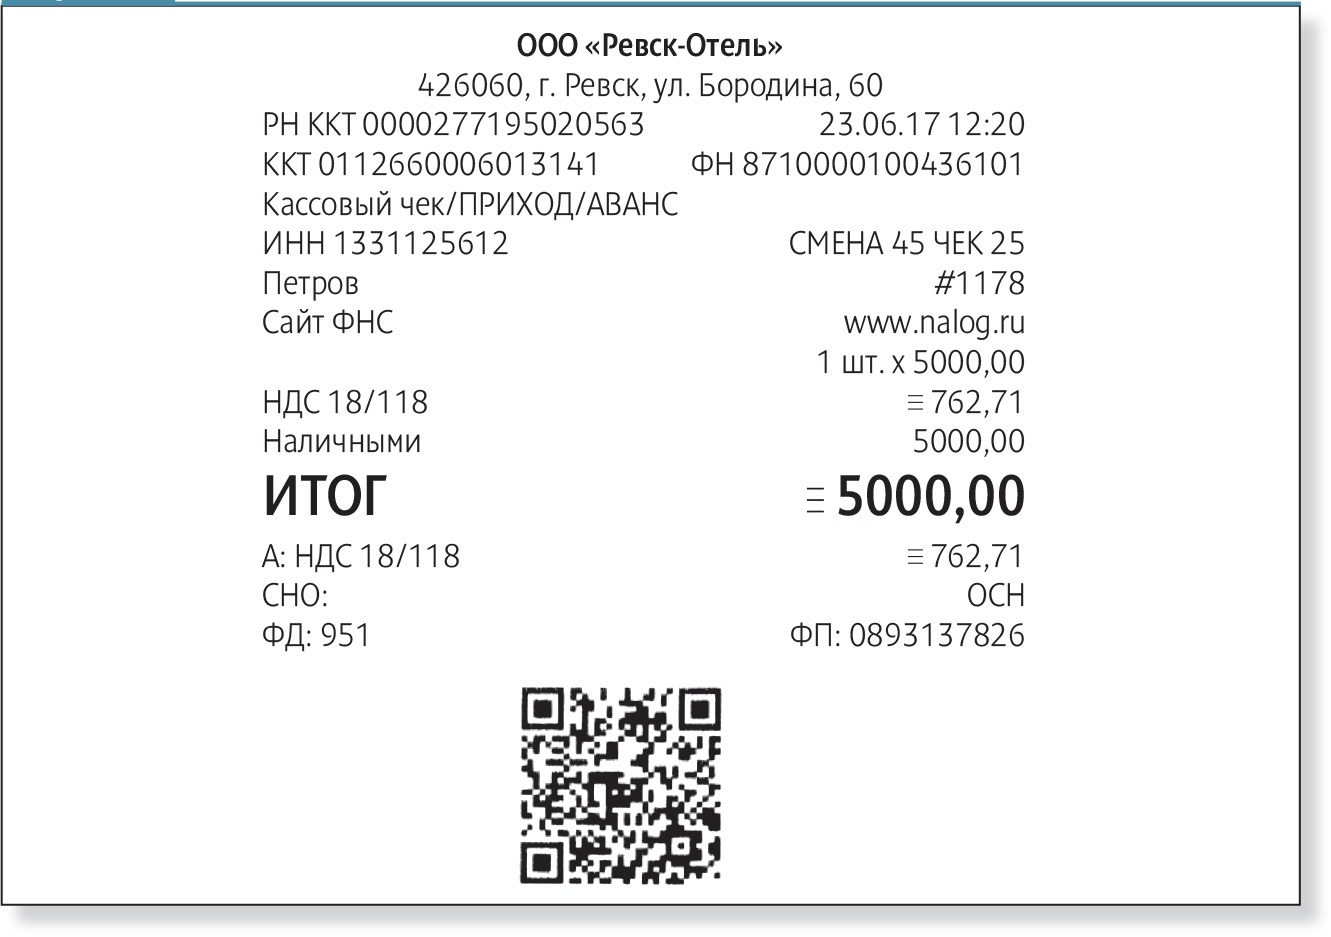 ООО «Ревск-Отель»
426060, г. Ревск, ул. Бородина, 60
РН ККТ 0000277195020563 23.06.17 12:20
ККТ 0112660006013141 ФН 8710000100436101
Кассовый чек/ПРИХОД/АВАНС
ИНН 1331125612 СМЕНА 45 ЧЕК 25
Петров #1178
Сайт ФНС www.nalog.ru
1 шт. x 5000,00
НДС 18/118 ≡ 762,71
Наличными 5000,00
ИТОГ ≡ 5000,00
А: НДС 18/118 ≡ 762,71
СНО: ОСН
ФД: 951 ФП: 0893137826